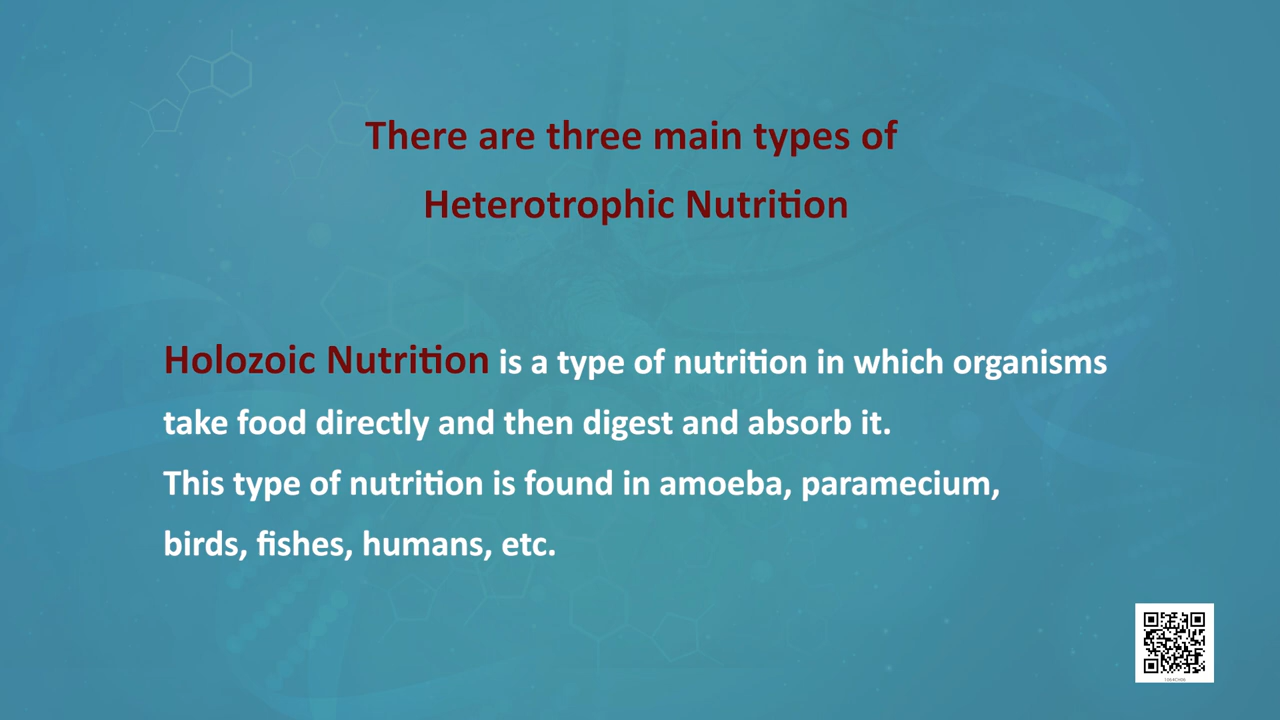 There are three main types of
Heterotrophic Nutrition
Holozoic Nutrition is a type of nutrition in which organisms
take food directly and then digest and absorb it.
This type of nutrition is found in amoeba, paramecium,
birds, fishes, humans, etc.